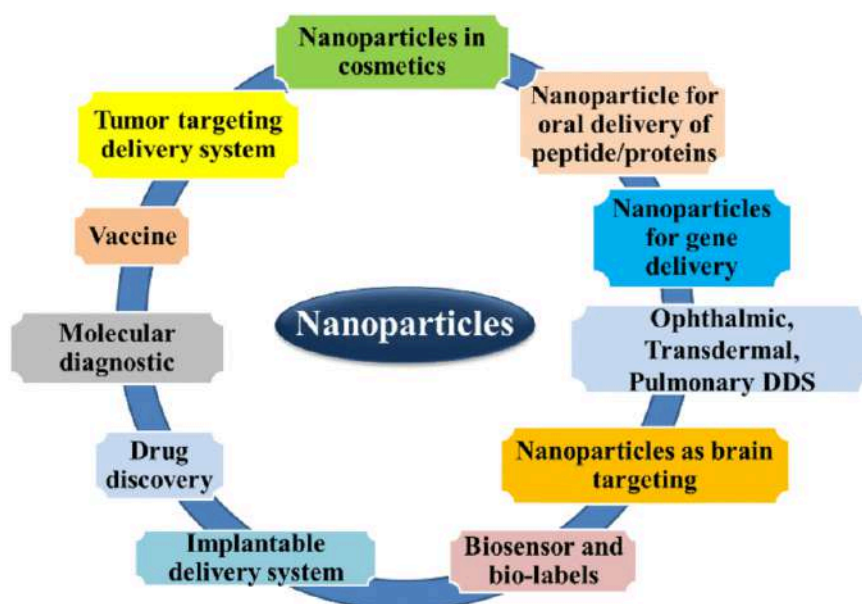 Nanoparticles in
cosmetics
Nanoparticle for
oral delivery of
peptide/proteins
Nanoparticles
for gene
delivery
Ophthalmic,
Transdermal,
Pulmonary DDS
Nanoparticles as brain
targeting
Biosensor and
bio-labels
Implantable
delivery system
Drug
discovery
Molecular
diagnostic
Vaccine
Tumor targeting
delivery system
Nanoparticles